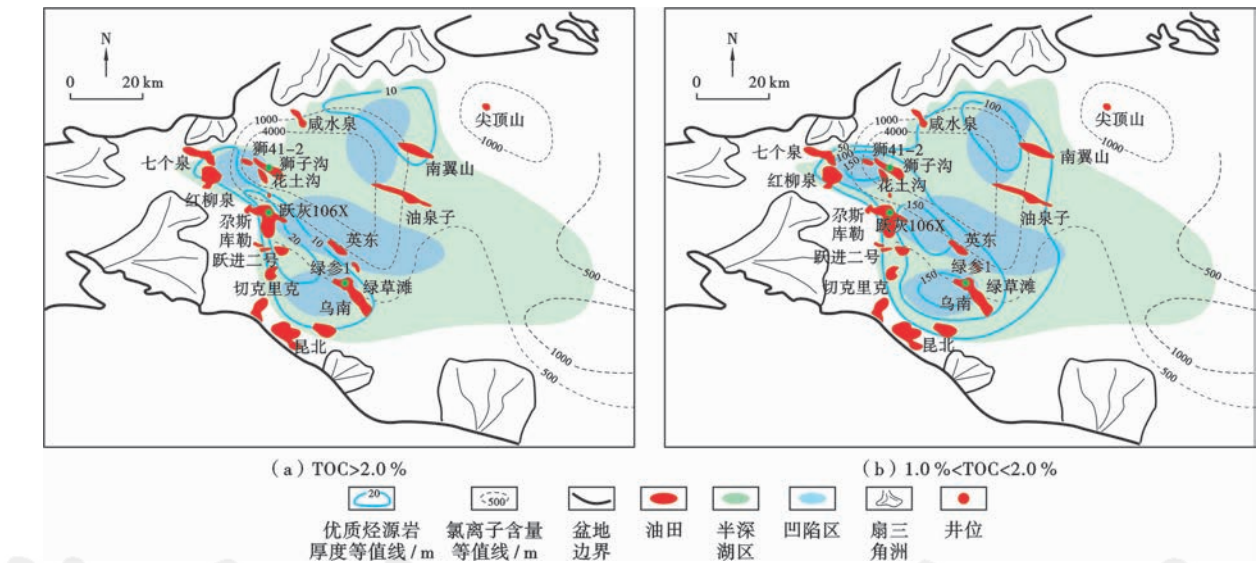 (a)
N
0 20 km
10
1000
4000
咸水泉
尖顶山
1000
狮41-2
七个泉
狮子沟
南翼山
花土沟
红柳泉
跃灰106X
油泉子
尕斯
库勒
20
10
英东
500
跃进二号
绿参1
切克里克
绿草滩
乌南
昆北
1000
500
(b)
N
0 20 km
100
1000
4000
咸水泉
尖顶山
1000
50
100
150
狮41-2
七个泉
狮子沟
南翼山
花土沟
红柳泉
150
油泉子
尕斯
库勒
跃灰106X
英东
500
跃进二号
绿参1
切克里克
150
绿草滩
乌南
昆北
1000
500
(a) TOC>2.0 %
(b) 1.0 %<TOC<2.0 %
20
500
优质烃源岩
厚度等值线/m
氯离子含量
等值线/m
盆地
边界
油田
半深
湖区
凹陷区
扇三
角洲
井位